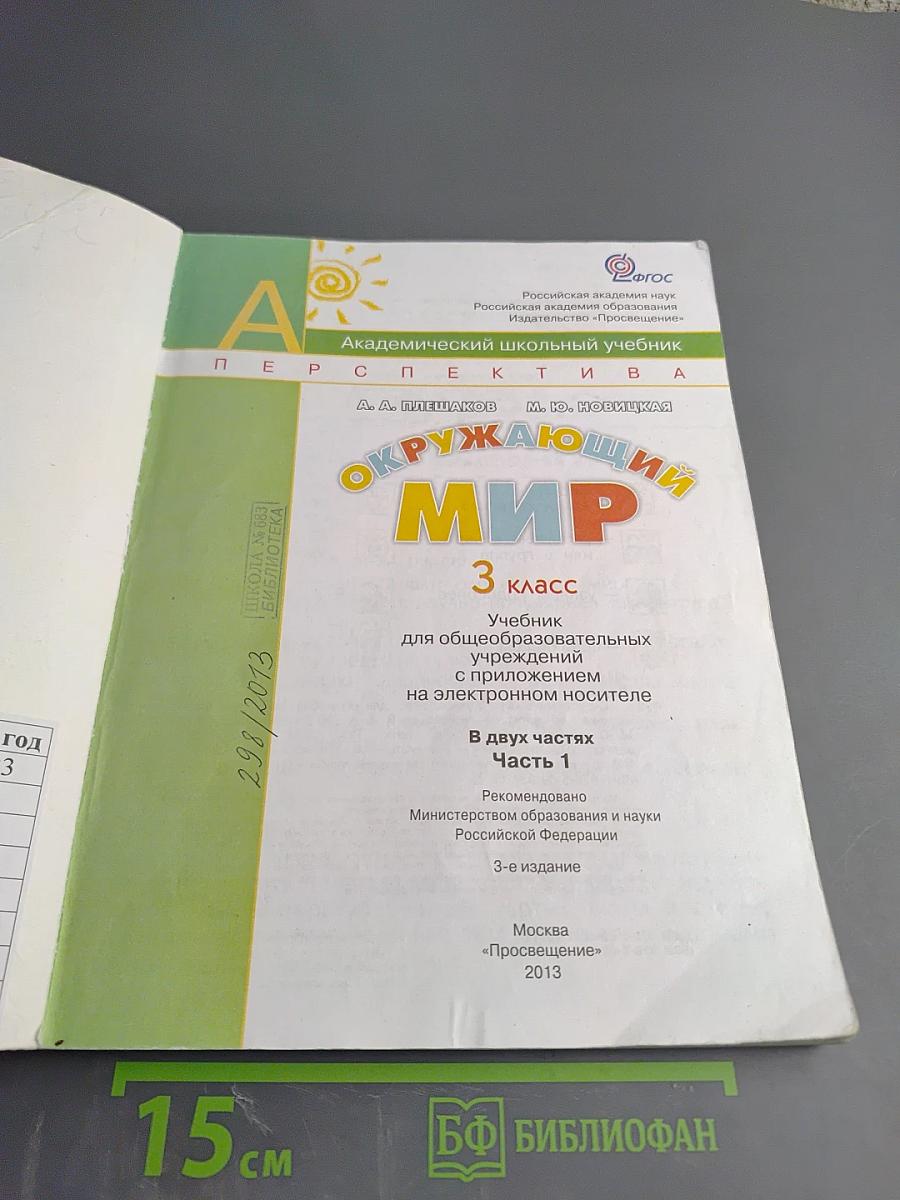 ФГОС
Российская академия наук
Российская академия образования
Издательство «Просвещение»
А
Академический школьный учебник
ПЕРСПЕКТИВА
А. А. ПЛЕШАКОВ М. Ю. НОВИЦКАЯ
ОКРУЖАЮЩИЙ
МИР
3 класс
Учебник
для общеобразовательных
учреждений
с приложением
на электронном носителе
В двух частях
Часть 1
Рекомендовано
Министерством образования и науки
Российской Федерации
3-е издание
Москва
«Просвещение»
2013
ШКОЛА № 683
БИБЛИОТЕКА
298/2013
год
3
15 см
БФ БИБЛИОФАН